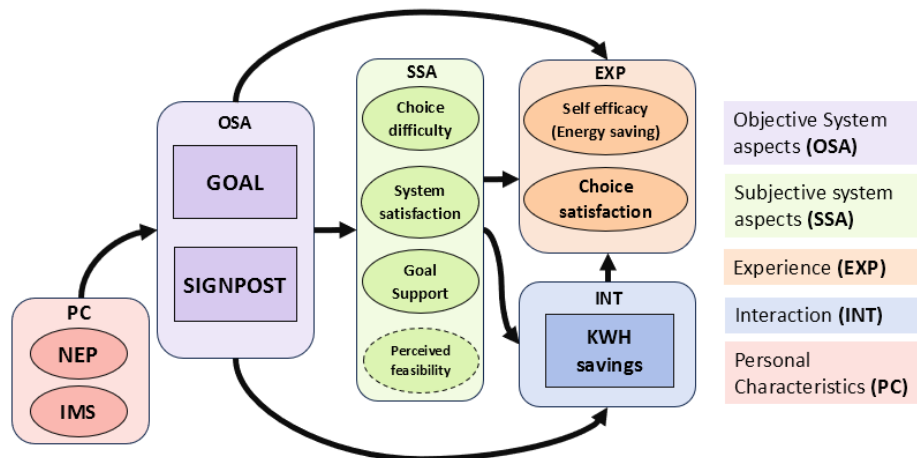 PC
NEP
IMS
OSA
GOAL
SIGNPOST
SSA
Choice
difficulty
System
satisfaction
Goal
Support
Perceived
feasibility
EXP
Self efficacy
(Energy saving)
Choice
satisfaction
INT
KWH
savings
Objective System
aspects (OSA)
Subjective system
aspects (SSA)
Experience (EXP)
Interaction (INT)
Personal
Characteristics (PC)